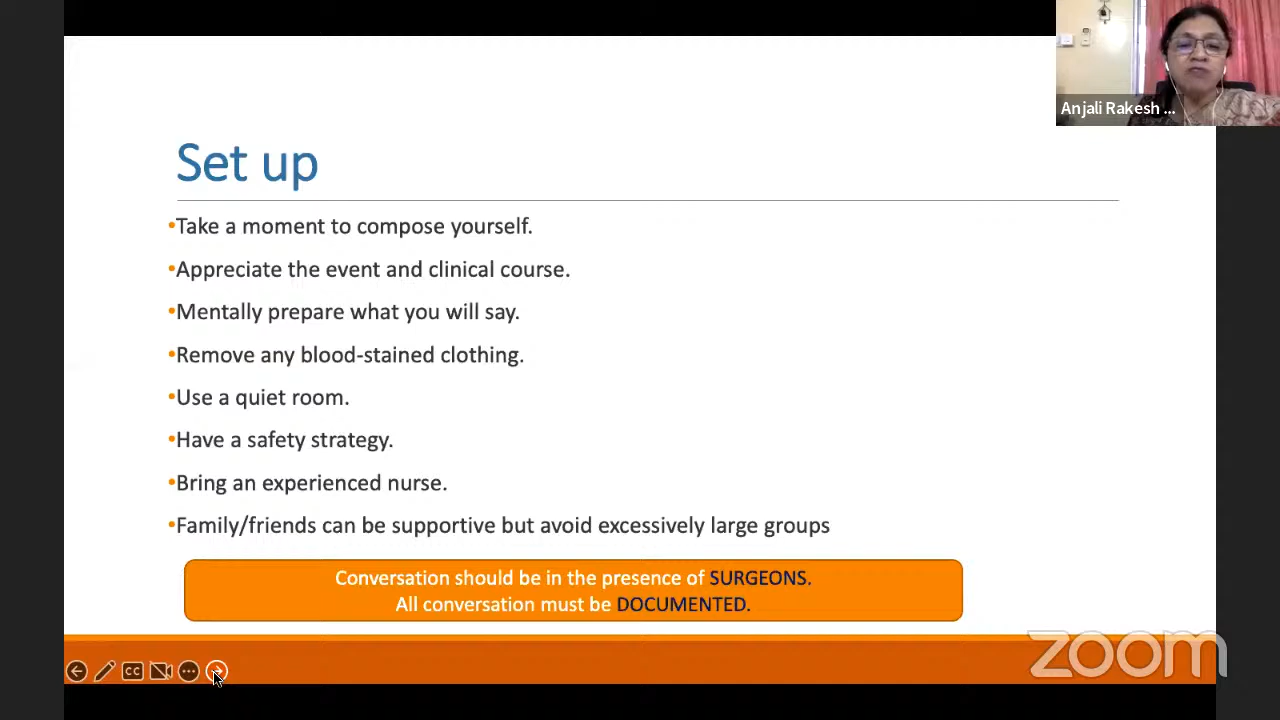 Anjali Rakesh ...
Set up
•Take a moment to compose yourself.
•Appreciate the event and clinical course.
•Mentally prepare what you will say.
•Remove any blood-stained clothing.
•Use a quiet room.
•Have a safety strategy.
•Bring an experienced nurse.
•Family/friends can be supportive but avoid excessively large groups
Conversation should be in the presence of SURGEONS.
All conversation must be DOCUMENTED.
CC
zoom